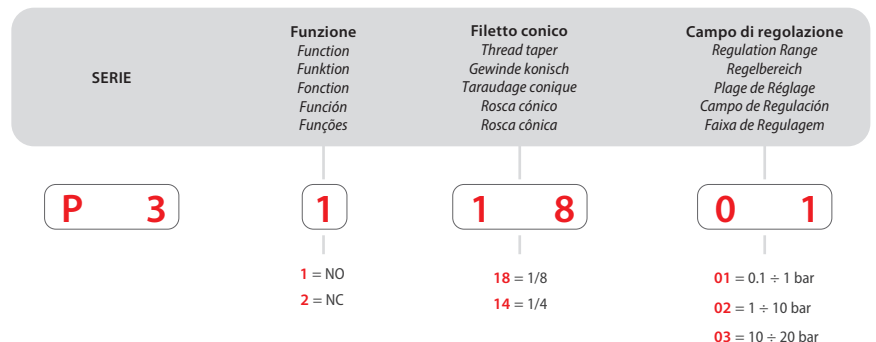 SERIE
Funzione
Function
Funktion
Fonction
Función
Funções
Filetto conico
Thread taper
Gewinde konisch
Taraudage conique
Rosca cónico
Rosca cônica
Campo di regolazione
Regulation Range
Regelbereich
Plage de Réglage
Campo de Regulación
Faixa de Regulagem
P 3
1
1 8
0 1
1 = NO
2 = NC
18 = 1/8
14 = 1/4
01 = 0.1 ÷ 1 bar
02 = 1 ÷ 10 bar
03 = 10 ÷ 20 bar